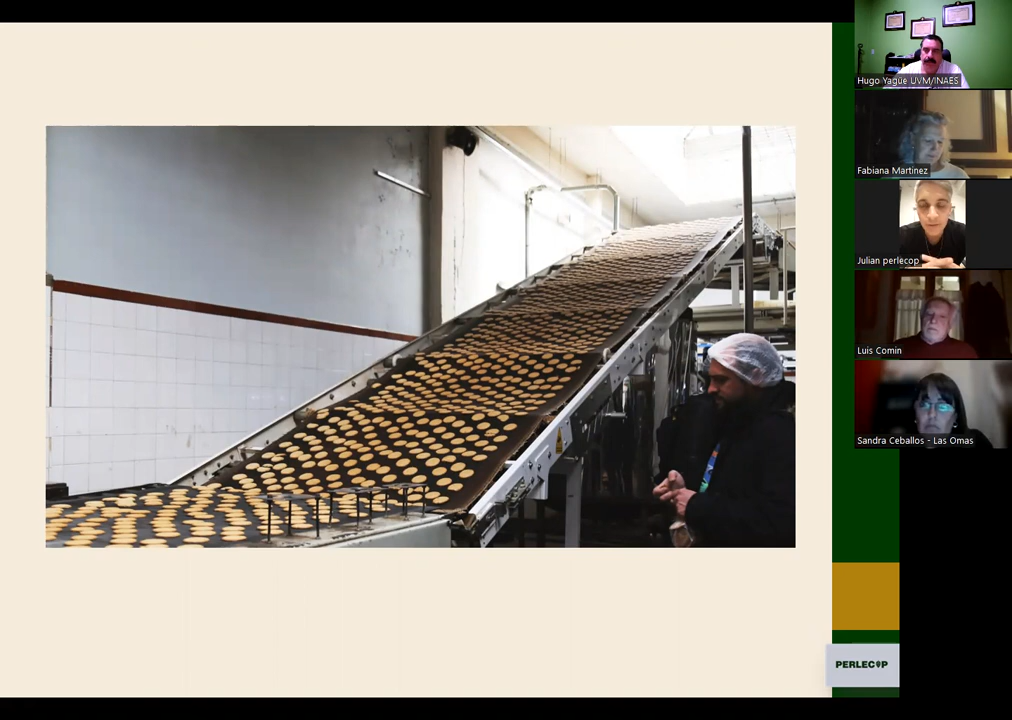 Hugo Yagüe UVM/INAES
Fabiana Martinez
Julian perlecop
Luis Comin
Sandra Ceballos - Las Omas
PERLECOP